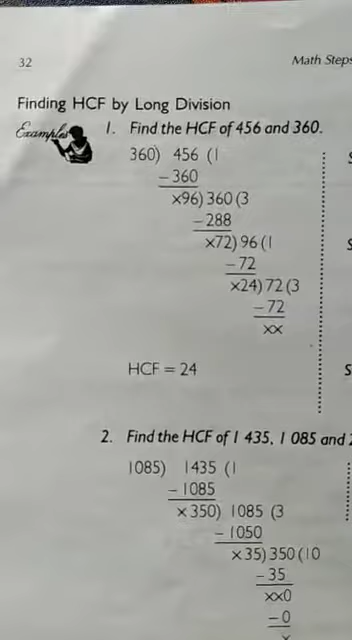 32
Math Steps
Finding HCF by Long Division
Examples
1. Find the HCF of 456 and 360.
360) 456 (1
– 360
×96) 360 (3
– 288
×72) 96 (1
– 72
×24) 72 (3
– 72
××
HCF = 24
2. Find the HCF of 1 435, 1 085 and
1085) 1435 (1
– 1085
× 350) 1085 (3
– 1050
× 35) 350 (10
– 35
××0
– 0
×